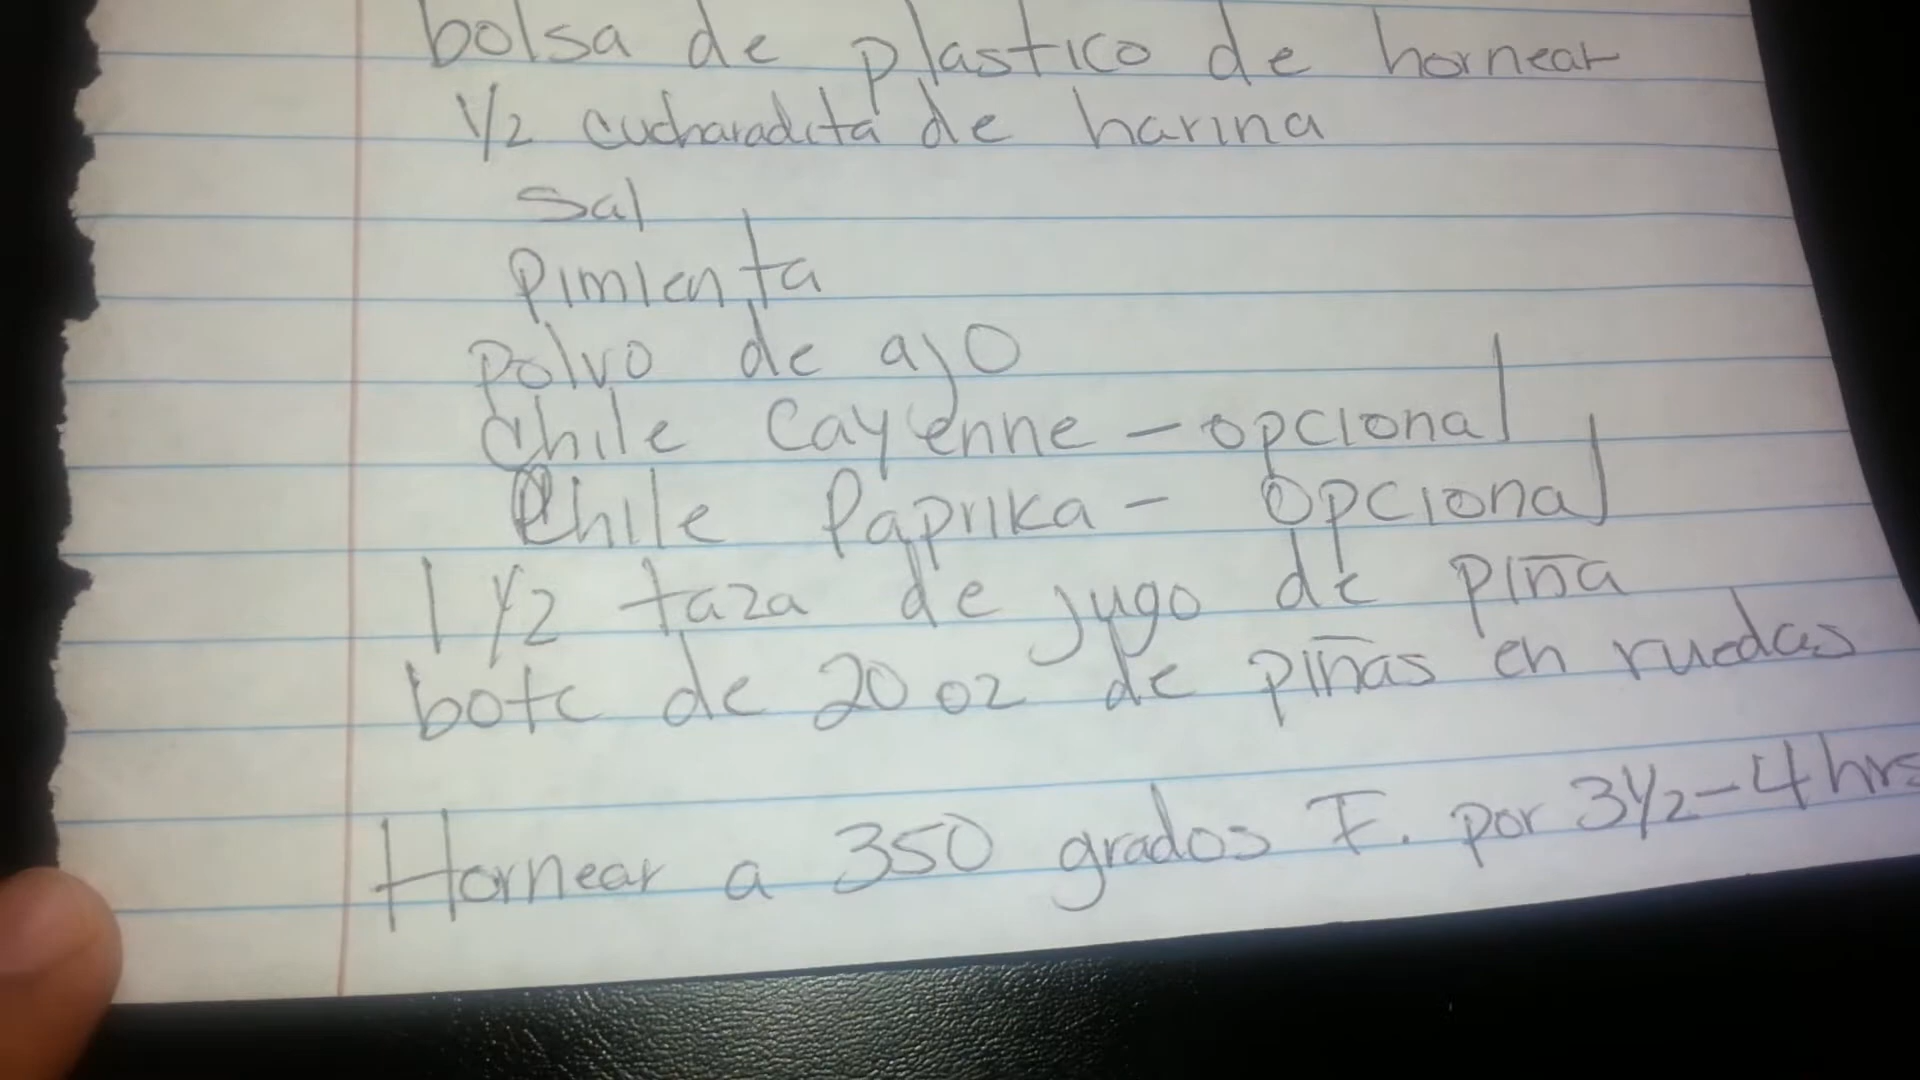 bolsa de plastico de hornear
1/2 cucharadita de harina
Sal
Pimienta
Polvo de ajo
Chile Cayenne - opcional
Chile Paprika - Opcional
1 1/2 taza de jugo de piña
bote de 20 oz de piñas en ruedas
Hornear a 350 grados F. por 3 1/2 - 4 hrs